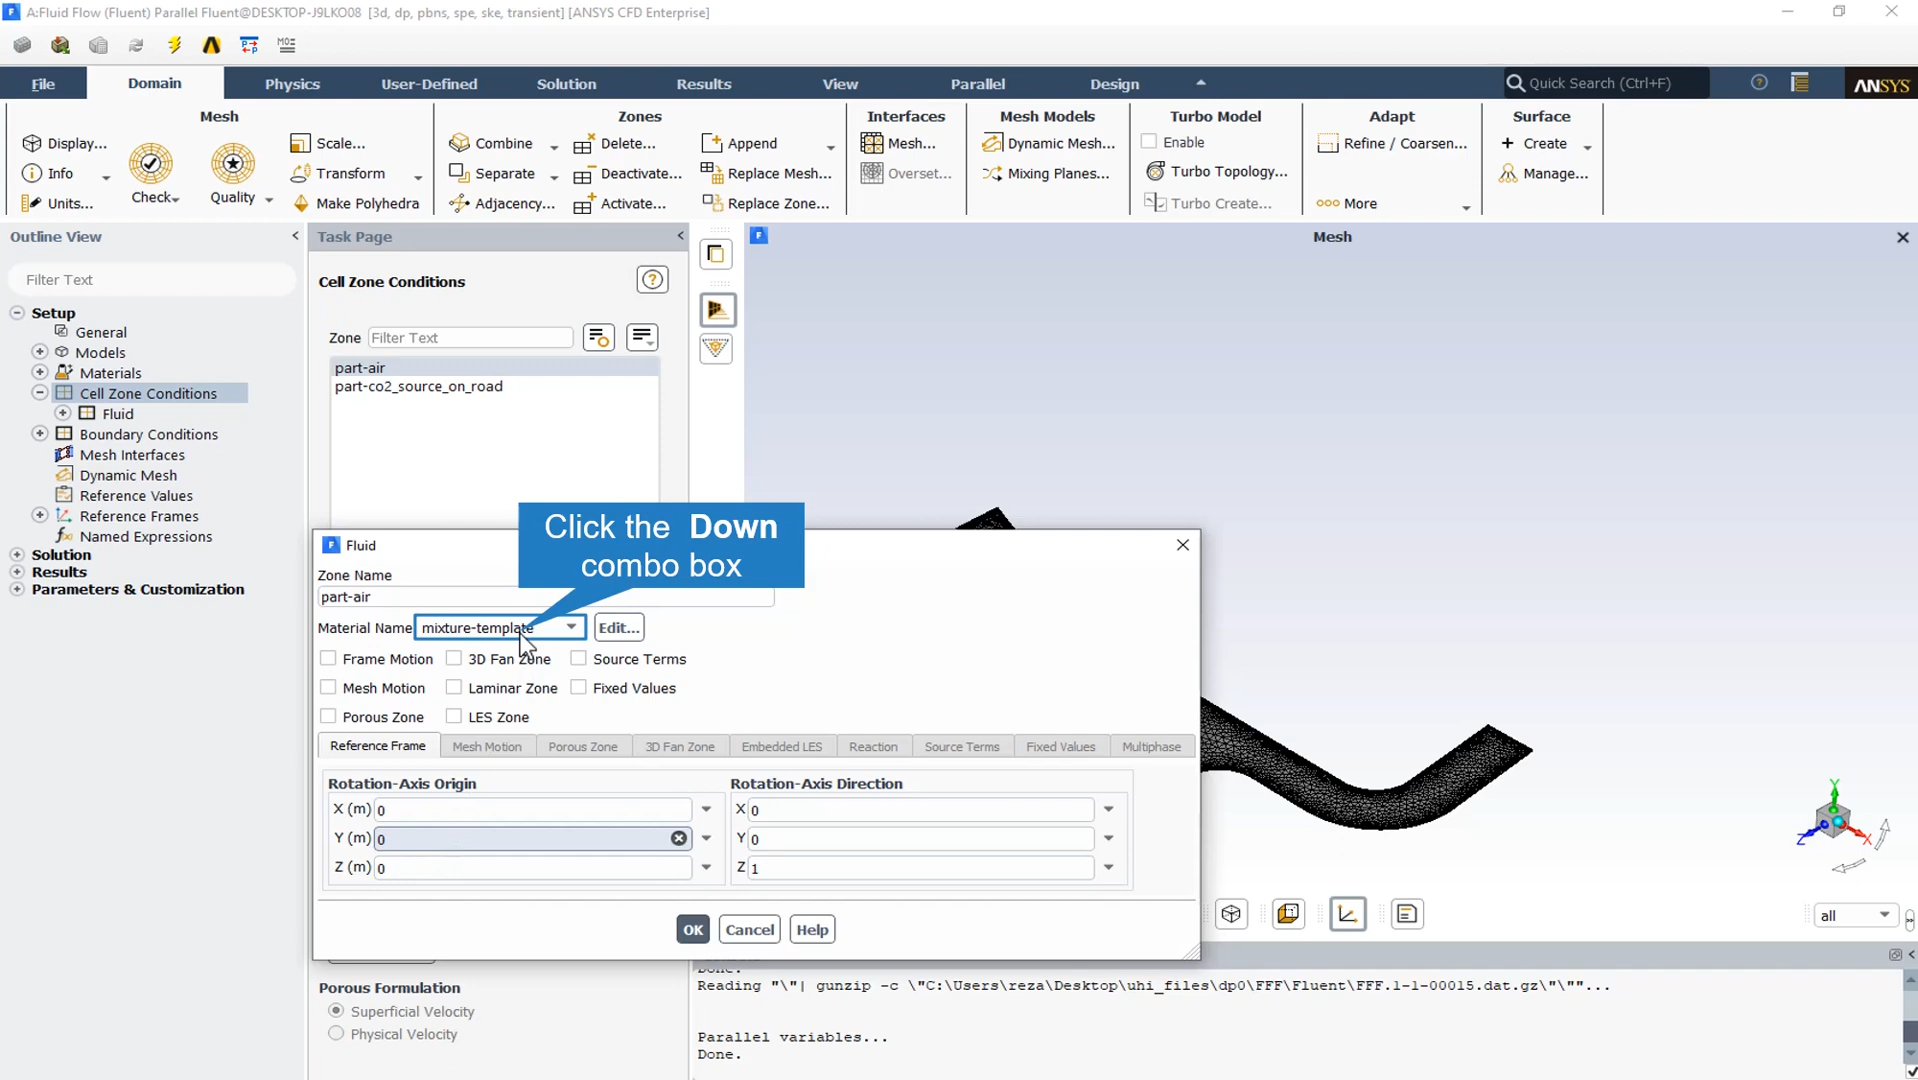 A:Fluid Flow (Fluent) Parallel Fluent@DESKTOP-J9LKO08 [3d, dp, pbns, spe, ske, transient] [ANSYS CFD Enterprise]
File Domain Physics User-Defined Solution Results View Parallel Design Quick Search (Ctrl+F) ANSYS
Mesh Zones Interfaces Mesh Models Turbo Model Adapt Surface
Display... Scale... Combine Delete... Append Mesh... Dynamic Mesh... Enable Refine / Coarsen... Create
Info Transform Separate Deactivate... Replace Mesh... Overset... Mixing Planes... Turbo Topology... Manage...
Check Quality
Units... Make Polyhedra Adjacency... Activate... Replace Zone... Turbo Create... More
Outline View
Filter Text
Setup
General
Models
Materials
Cell Zone Conditions
Fluid
Boundary Conditions
Mesh Interfaces
Dynamic Mesh
Reference Values
Reference Frames
Named Expressions
Solution
Results
Parameters & Customization
Task Page
Cell Zone Conditions
Zone Filter Text
part-air
part-co2_source_on_road
Mesh
Click the Down
combo box
Fluid
Zone Name
part-air
Material Name mixture-template Edit...
Frame Motion 3D Fan Zone Source Terms
Mesh Motion Laminar Zone Fixed Values
Porous Zone LES Zone
Reference Frame Mesh Motion Porous Zone 3D Fan Zone Embedded LES Reaction Source Terms Fixed Values Multiphase
Rotation-Axis Origin Rotation-Axis Direction
X (m) 0 X 0
Y (m) 0 Y 0
Z (m) 0 Z 1
OK Cancel Help
Porous Formulation
Superficial Velocity
Physical Velocity
Y
Z X
all
Done.
Reading "\"| gunzip -c \"C:\Users\reza\Desktop\uhi_files\dp0\FFF\Fluent\FFF.1-1-00015.dat.gz\"\""...
Parallel variables...
Done.